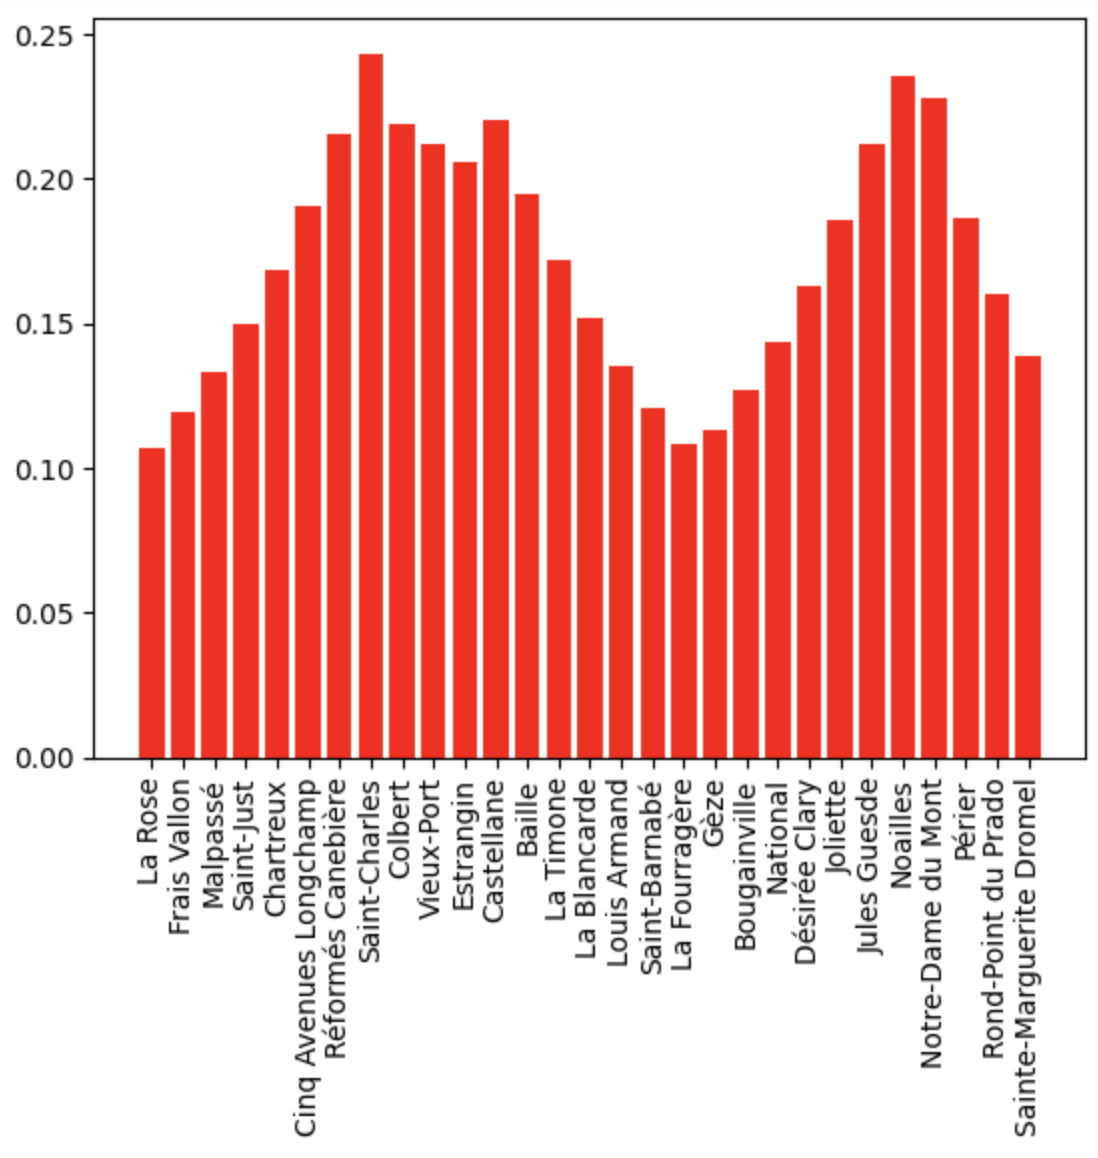 0.25
0.20
0.15
0.10
0.05
0.00
La Rose
Frais Vallon
Malpassé
Saint-Just
Chartreux
Cinq Avenues Longchamp
Réformés Canebière
Saint-Charles
Colbert
Vieux-Port
Estrangin
Castellane
Baille
La Timone
La Blancarde
Louis Armand
Saint-Barnabé
La Fourragère
Gèze
Bougainville
National
Désirée Clary
Joliette
Jules Guesde
Noailles
Notre-Dame du Mont
Périer
Rond-Point du Prado
Sainte-Marguerite Dromel